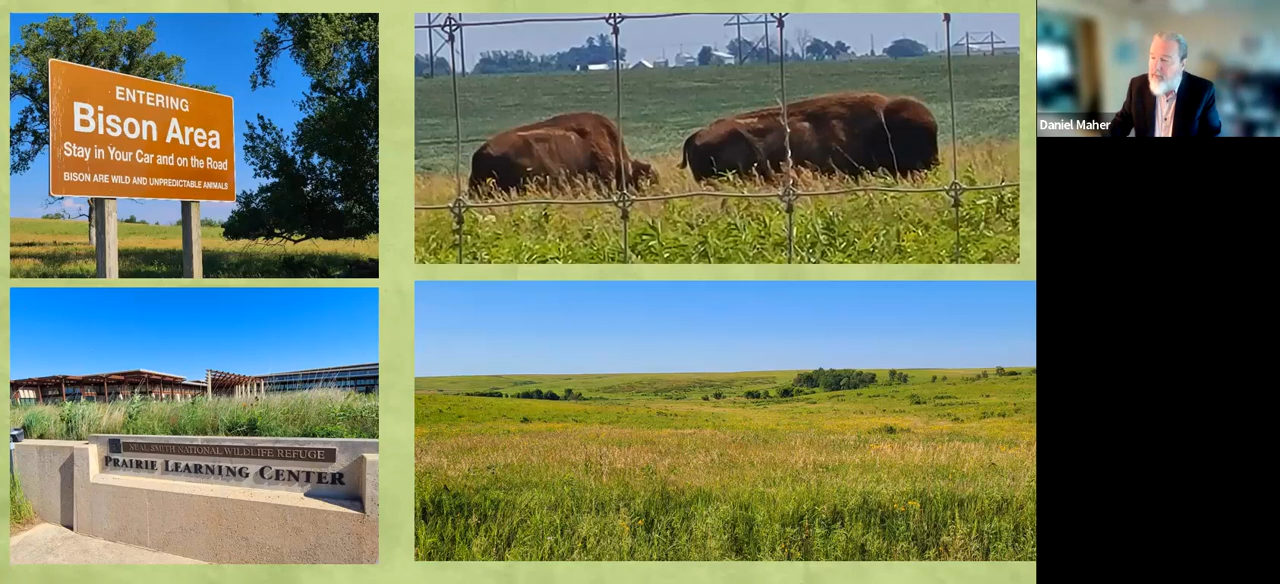 ENTERING
Bison Area
Stay in Your Car and on the Road
BISON ARE WILD AND UNPREDICTABLE ANIMALS
NEAL SMITH NATIONAL WILDLIFE REFUGE
PRAIRIE LEARNING CENTER
Daniel Maher